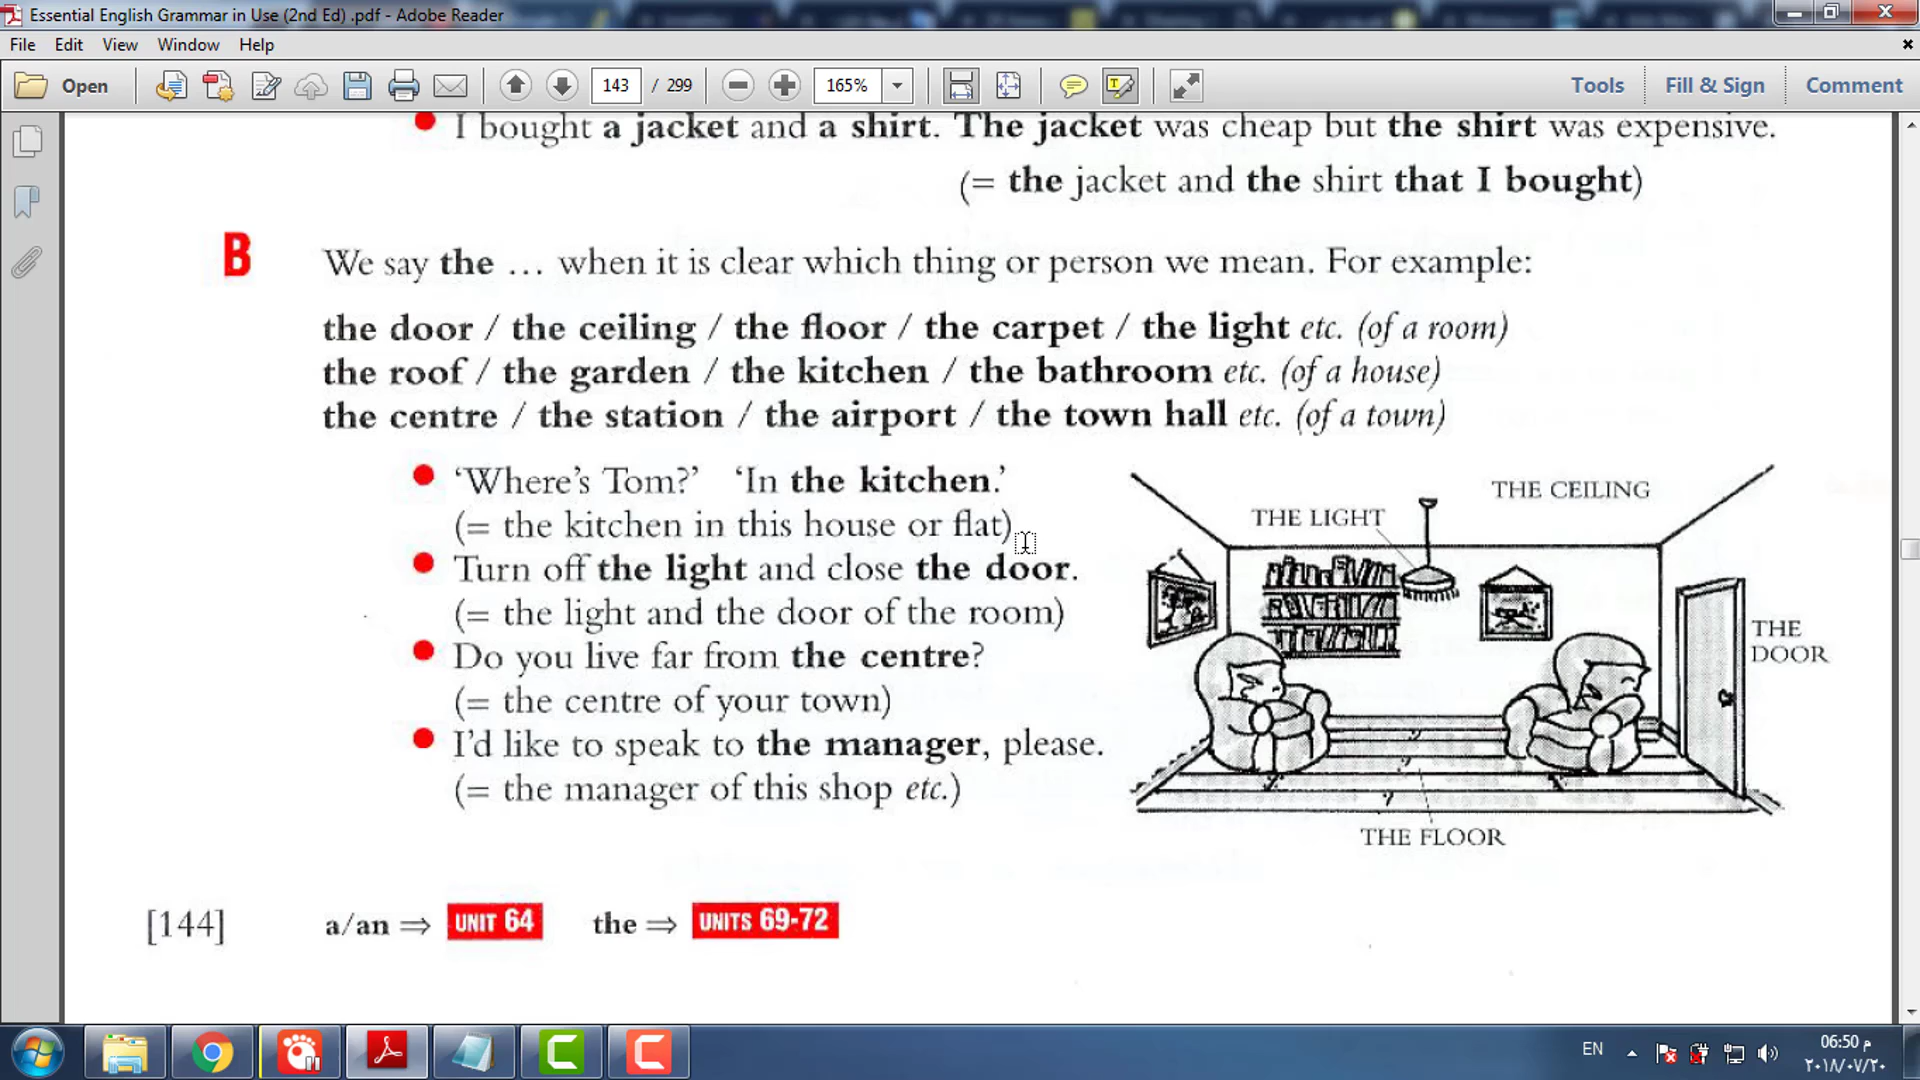 Essential English Grammar in Use (2nd Ed) .pdf - Adobe Reader
File Edit View Window Help
Open 143 / 299 165% Tools Fill & Sign Comment
I bought a jacket and a shirt. The jacket was cheap but the shirt was expensive.
(= the jacket and the shirt that I bought)
B We say the … when it is clear which thing or person we mean. For example:
the door / the ceiling / the floor / the carpet / the light etc. (of a room)
the roof / the garden / the kitchen / the bathroom etc. (of a house)
the centre / the station / the airport / the town hall etc. (of a town)
‘Where’s Tom?’ ‘In the kitchen.’
(= the kitchen in this house or flat)
Turn off the light and close the door.
(= the light and the door of the room)
Do you live far from the centre?
(= the centre of your town)
I’d like to speak to the manager, please.
(= the manager of this shop etc.)
THE CEILING
THE LIGHT
THE
DOOR
THE FLOOR
[144] a/an ⇒ UNIT 64 the ⇒ UNITS 69-72
EN
06:50 م
٢٠١٨/٠٧/٢٠